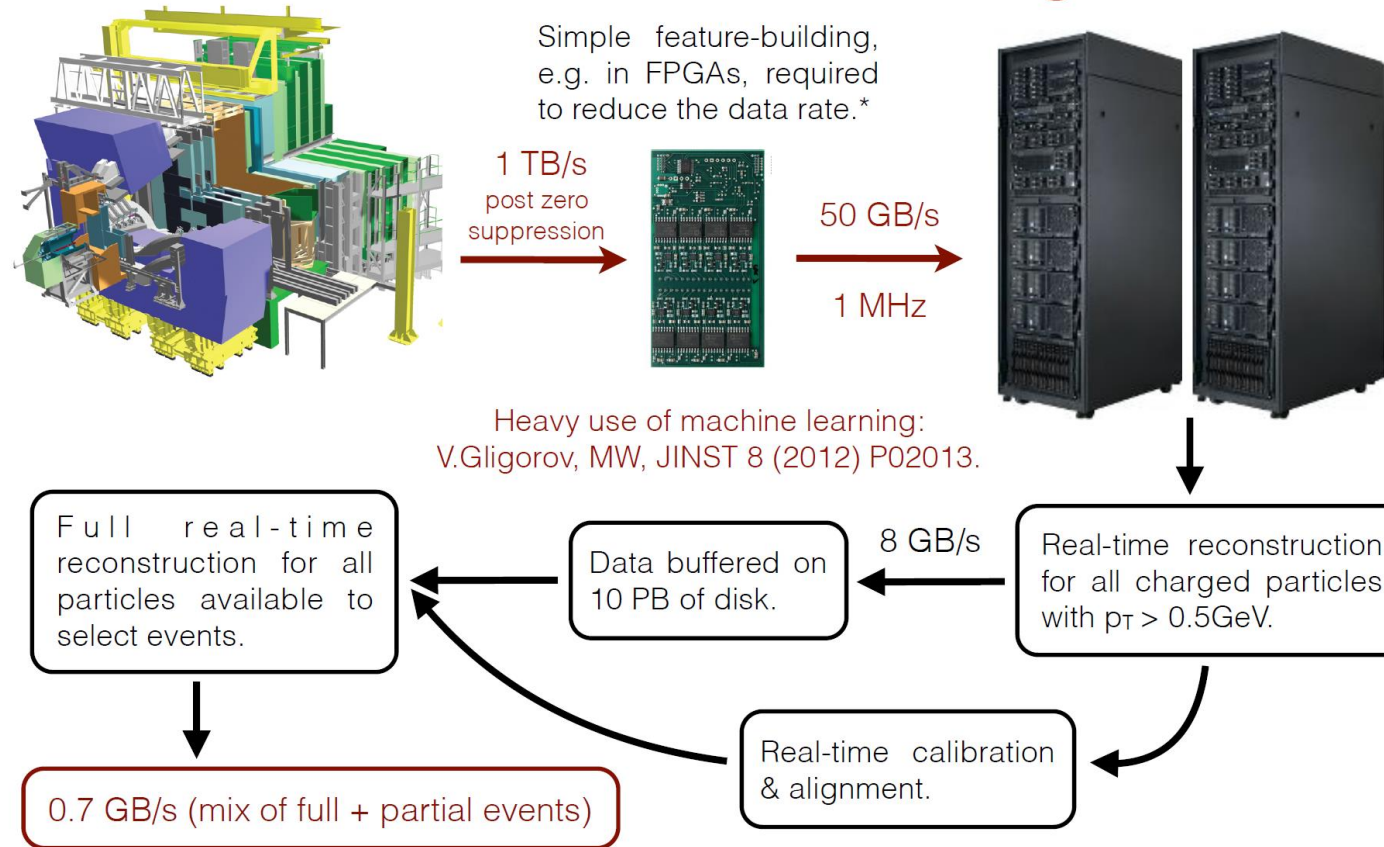 Simple feature-building,
e.g. in FPGAs, required
to reduce the data rate.*
1 TB/s
post zero
suppression
50 GB/s
1 MHz
Heavy use of machine learning:
V.Gligorov, MW, JINST 8 (2012) P02013.
Full real-time
reconstruction for all
particles available to
select events.
Data buffered on
10 PB of disk.
8 GB/s
Real-time reconstruction
for all charged particles
with pT > 0.5GeV.
Real-time calibration
& alignment.
0.7 GB/s (mix of full + partial events)